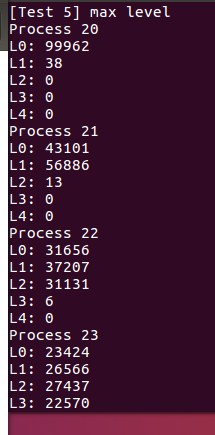 [Test 5] max level
Process 20
L0: 99962
L1: 38
L2: 0
L3: 0
L4: 0
Process 21
L0: 43101
L1: 56886
L2: 13
L3: 0
L4: 0
Process 22
L0: 31656
L1: 37207
L2: 31131
L3: 6
L4: 0
Process 23
L0: 23424
L1: 26566
L2: 27437
L3: 22570